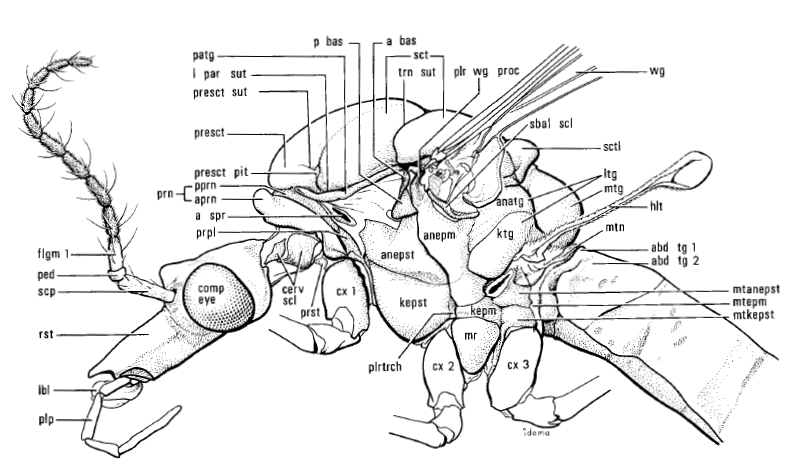 p bas
a bas
patg
sct
l par sut
trn sut
plr wg proc
wg
presct sut
sbal scl
presct
sctl
presct pit
ltg
prn
pprn
mtg
aprn
anatg
hlt
a spr
ktg
mtn
prpl
anepm
flgm 1
anepst
abd tg 1
ped
comp
eye
abd tg 2
scp
cerv
scl
cx 1
mtanepst
prst
kepst
kepm
mtepm
rst
mr
mtkepst
plrtrch
cx 2
cx 3
lbl
plp
idema